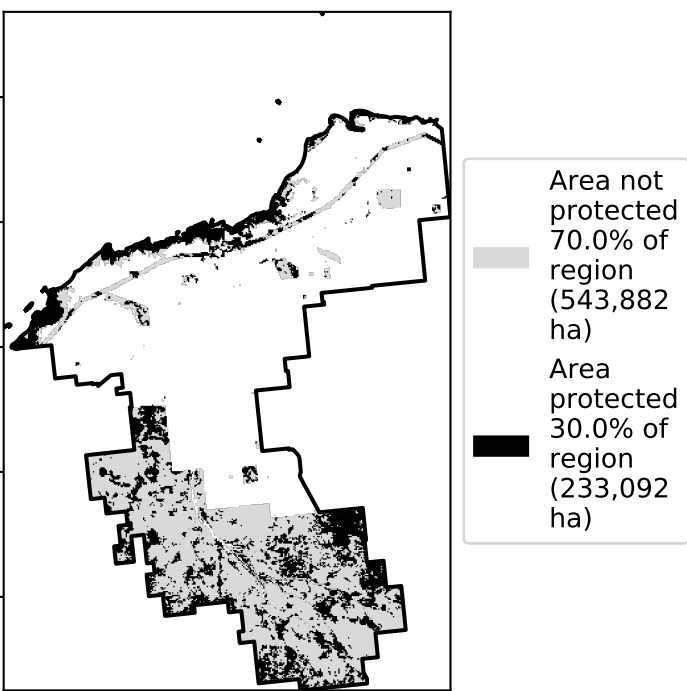 Area not
protected
70.0% of
region
(543,882
ha)
Area
protected
30.0% of
region
(233,092
ha)